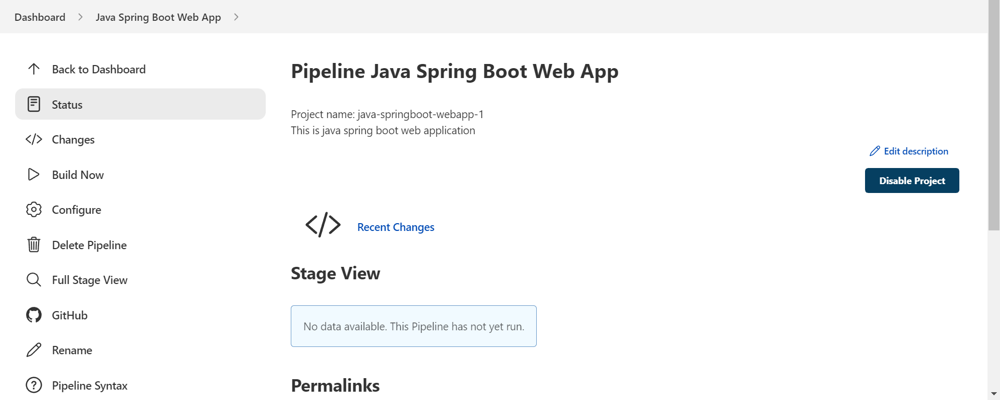 Dashboard
Java Spring Boot Web App
Back to Dashboard
Status
Changes
Build Now
Configure
Delete Pipeline
Full Stage View
GitHub
Rename
Pipeline Syntax
Pipeline Java Spring Boot Web App
Project name: java-springboot-webapp-1
This is java spring boot web application
Edit description
Disable Project
Recent Changes
Stage View
No data available. This Pipeline has not yet run.
Permalinks